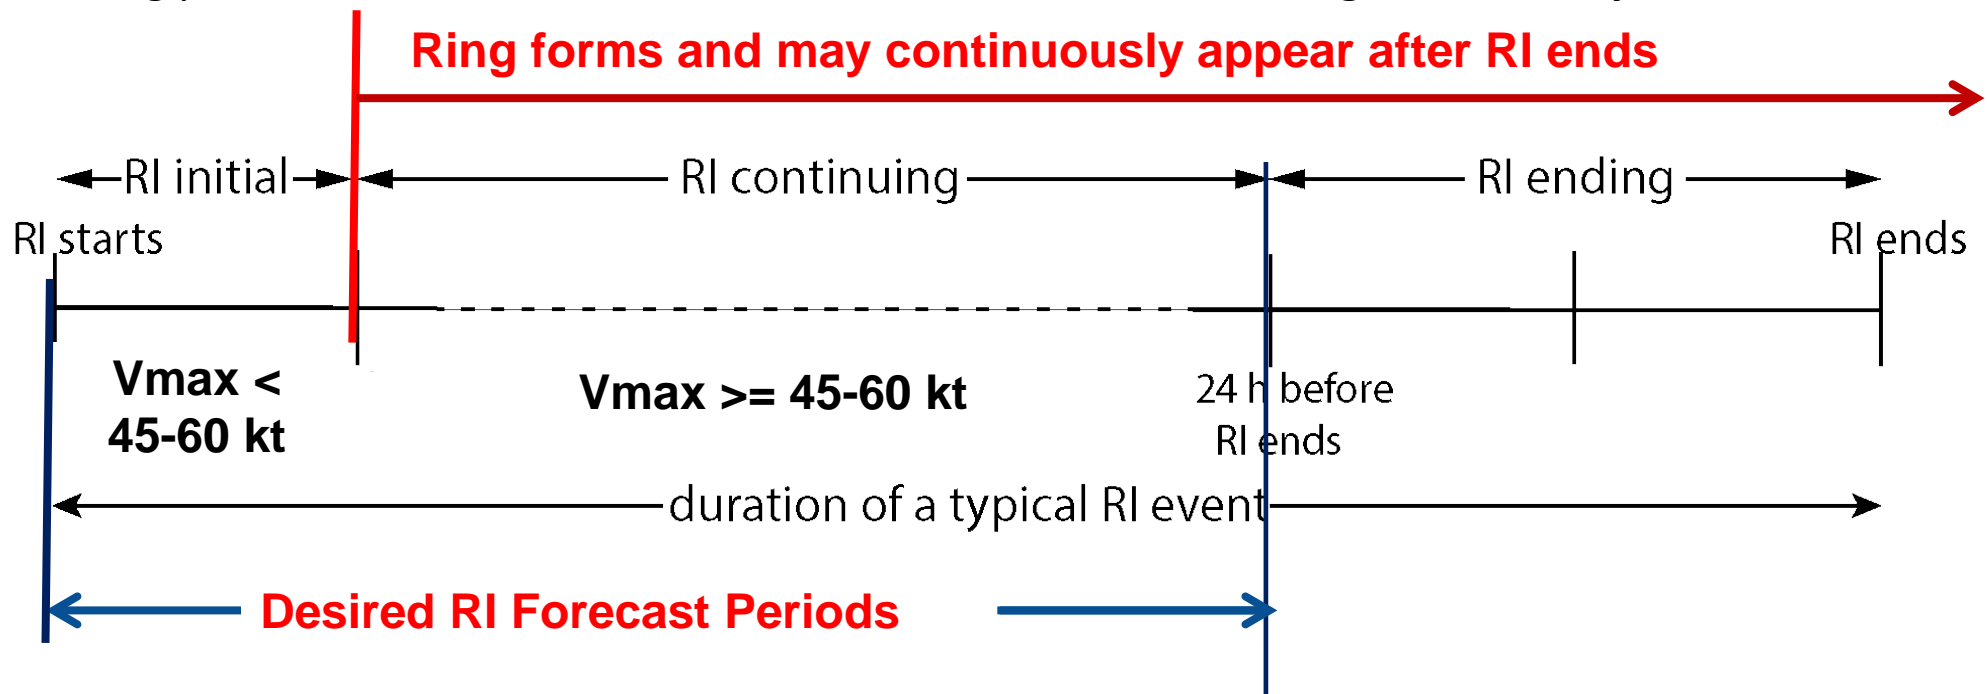 Ring forms and may continuously appear after RI ends
RI initial
RI continuing
RI ending
RI starts
RI ends
Vmax <
45-60 kt
Vmax >= 45-60 kt
24 h before
RI ends
duration of a typical RI event
Desired RI Forecast Periods